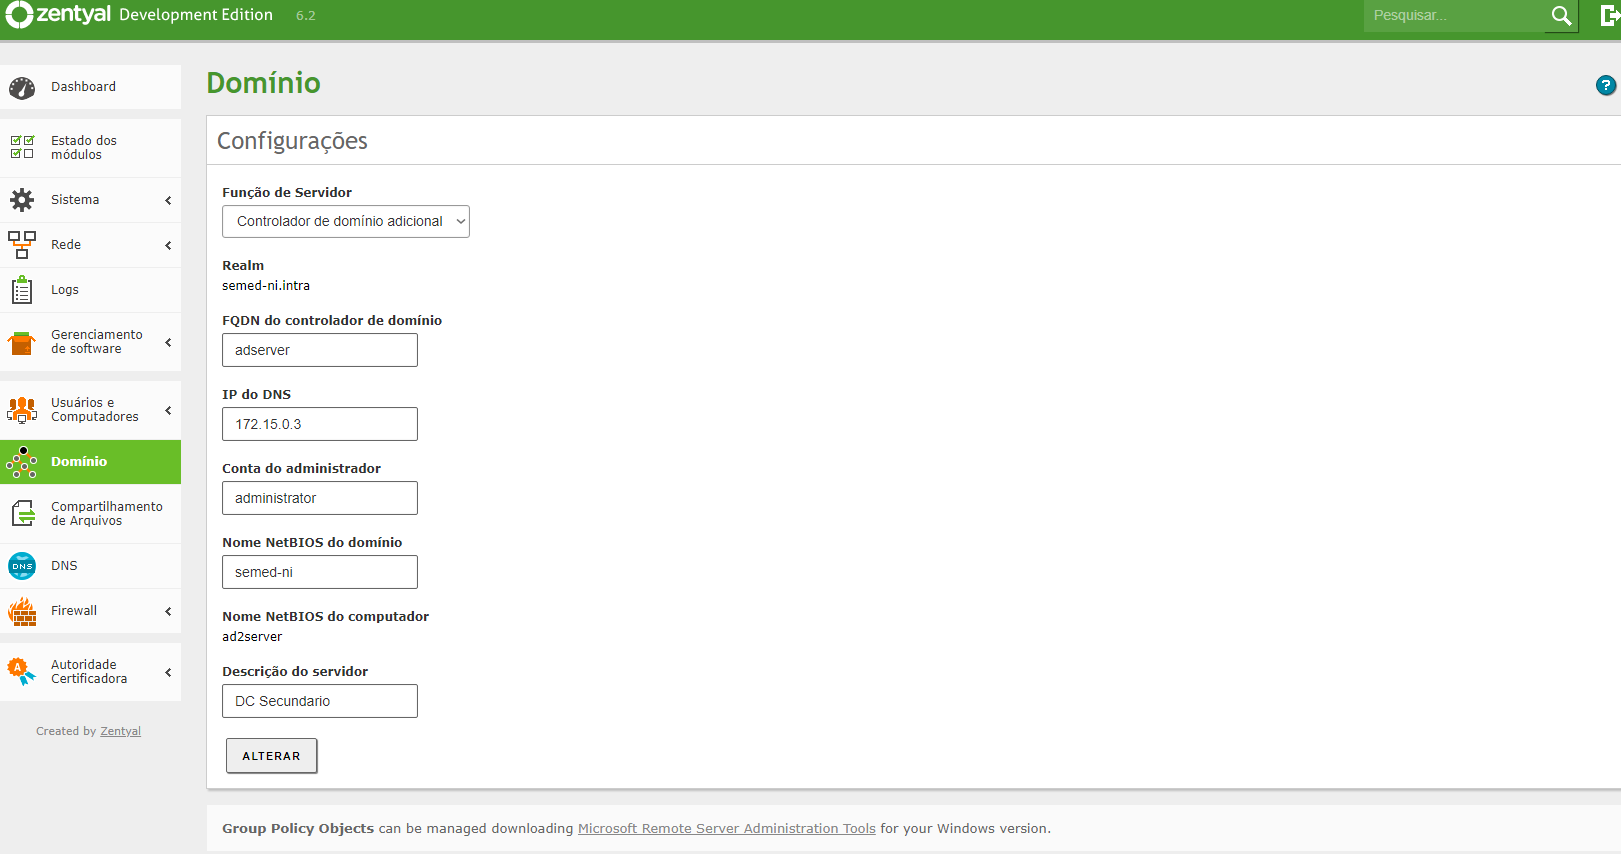 zentyal Development Edition 6.2
Pesquisar...
Dashboard
Estado dos
módulos
Sistema
Rede
Logs
Gerenciamento
de software
Usuários e
Computadores
Domínio
Compartilhamento
de Arquivos
DNS
DNS
Firewall
A
Autoridade
Certificadora
Created by Zentyal
Domínio
?
Configurações
Função de Servidor
Controlador de domínio adicional
Realm
semed-ni.intra
FQDN do controlador de domínio
adserver
IP do DNS
172.15.0.3
Conta do administrador
administrator
Nome NetBIOS do domínio
semed-ni
Nome NetBIOS do computador
ad2server
Descrição do servidor
DC Secundario
ALTERAR
Group Policy Objects can be managed downloading Microsoft Remote Server Administration Tools for your Windows version.